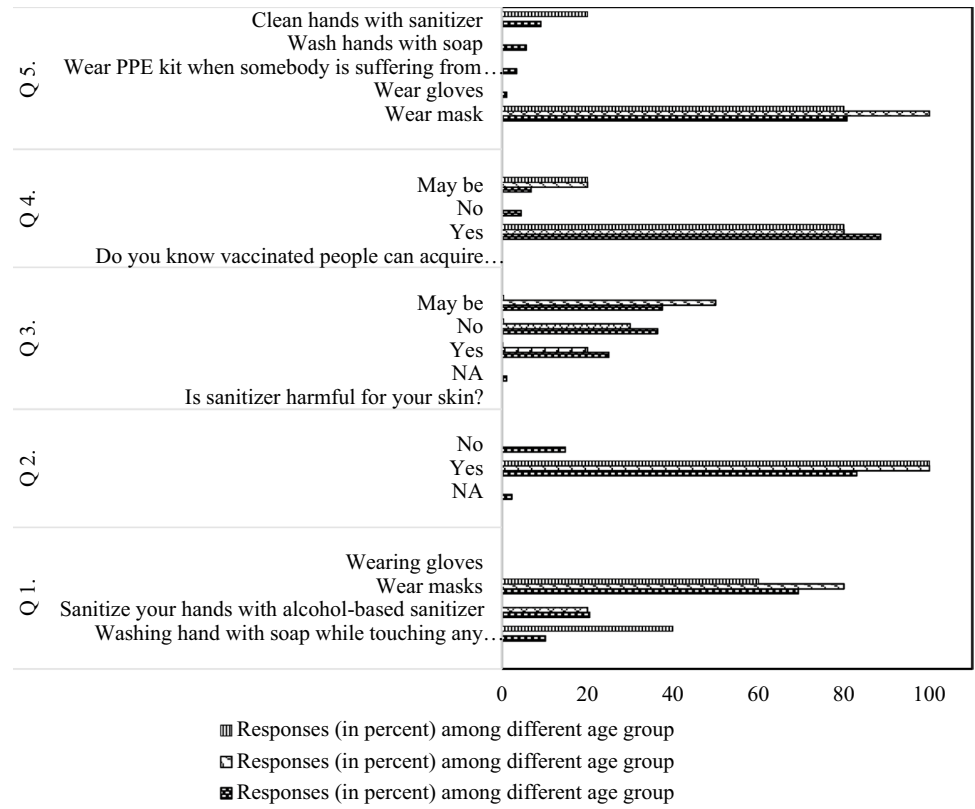 Q 5.
Clean hands with sanitizer
Wash hands with soap
Wear PPE kit when somebody is suffering from…
Wear gloves
Wear mask
Q 4.
May be
No
Yes
Do you know vaccinated people can acquire…
Q 3.
May be
No
Yes
NA
Is sanitizer harmful for your skin?
Q 2.
No
Yes
NA
Q 1.
Wearing gloves
Wear masks
Sanitize your hands with alcohol-based sanitizer
Washing hand with soap while touching any…
0 20 40 60 80 100
Responses (in percent) among different age group
Responses (in percent) among different age group
Responses (in percent) among different age group